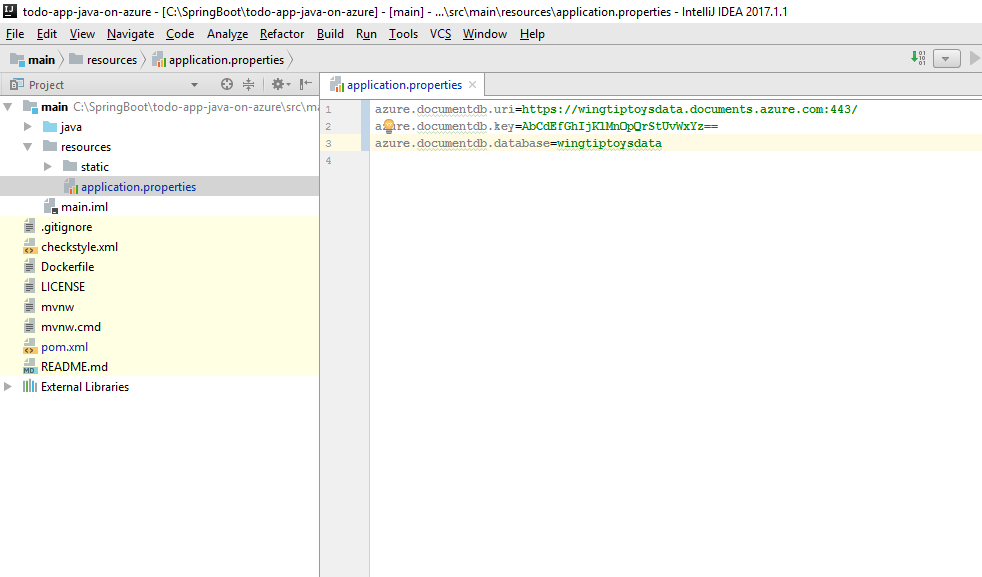 todo-app-java-on-azure - [C:\SpringBoot\todo-app-java-on-azure] - [main] - ...\src\main\resources\application.properties - IntelliJ IDEA 2017.1.1
File Edit View Navigate Code Analyze Refactor Build Run Tools VCS Window Help
main resources application.properties
Project
application.properties
main C:\SpringBoot\todo-app-java-on-azure\src\ma
java
resources
static
application.properties
main.iml
.gitignore
checkstyle.xml
Dockerfile
LICENSE
mvnw
mvnw.cmd
pom.xml
README.md
External Libraries
1 azure.documentdb.uri=https://wingtiptoysdata.documents.azure.com:443/
2 azure.documentdb.key=AbCdEfGhIjKlMnOpQrStUvWxYz==
3 azure.documentdb.database=wingtiptoysdata
4